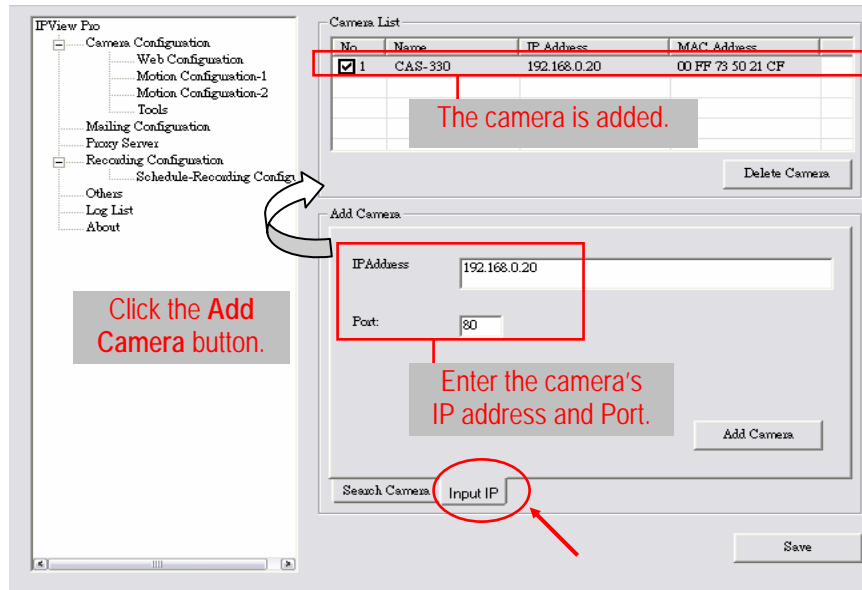 IPView Pro
Camera Configuration
Web Configuration
Motion Configuration-1
Motion Configuration-2
Tools
Mailing Configuration
Proxy Server
Recording Configuration
Schedule-Recording Configu
Others
Log List
About
Click the Add
Camera button.
Camera List
No Name IP Address MAC Address
1 CAS-330 192.168.0.20 00 FF 73 50 21 CF
The camera is added.
Delete Camera
Add Camera
IPAddress 192.168.0.20
Port: 80
Enter the camera's
IP address and Port.
Add Camera
Search Camera Input IP
Save